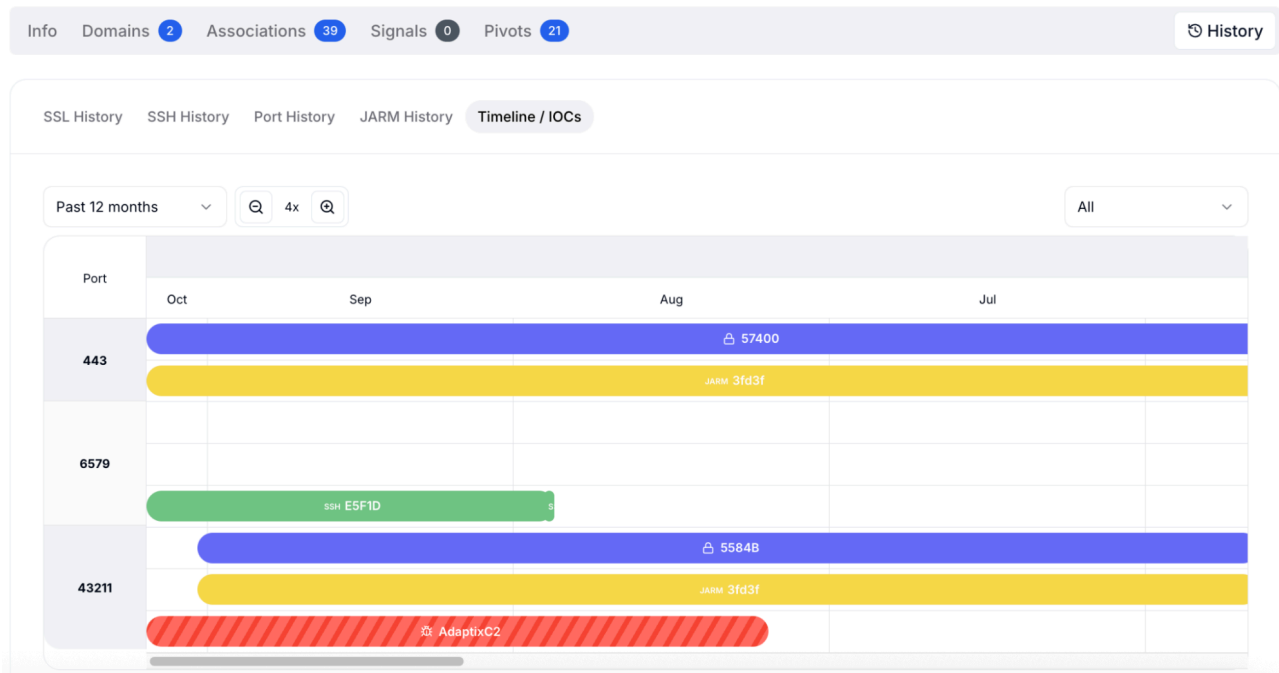 Info Domains 2 Associations 39 Signals 0 Pivots 21 History
SSL History SSH History Port History JARM History Timeline / IOCs
Past 12 months 4x All
Port
Oct Sep Aug Jul
443
57400
JARM 3fd3f
6579
SSH E5F1D S
43211
5584B
JARM 3fd3f
AdaptixC2